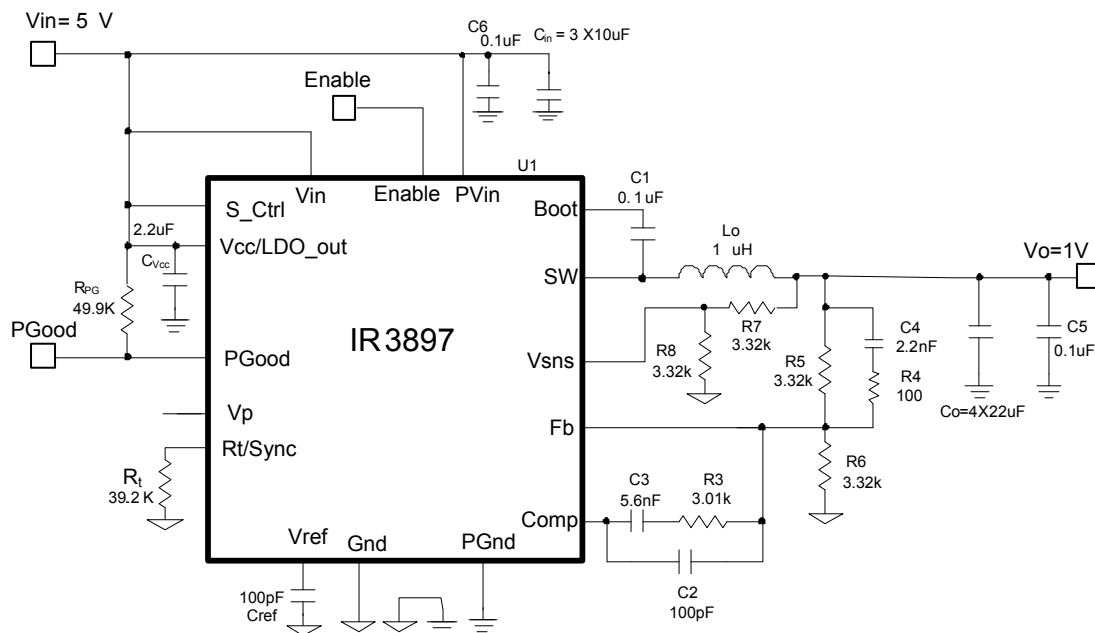 Vin= 5 V
C6
0.1uF
Cin = 3 X10uF
Enable
U1
Vin
Enable
PVin
S_Ctrl
Boot
C1
0.1uF
2.2uF
CVcc
Vcc/LDO_out
Lo
1 uH
SW
Vo=1V
RPG
49.9K
PGood
IR3897
R7
3.32k
R8
3.32k
C4
2.2nF
C5
0.1uF
PGood
Vsns
R5
3.32k
R4
100
Co=4X22uF
Vp
Fb
Rt/Sync
Rt
39.2 K
R6
3.32k
C3
5.6nF
R3
3.01k
Comp
Vref
Gnd
PGnd
100pF
Cref
C2
100pF